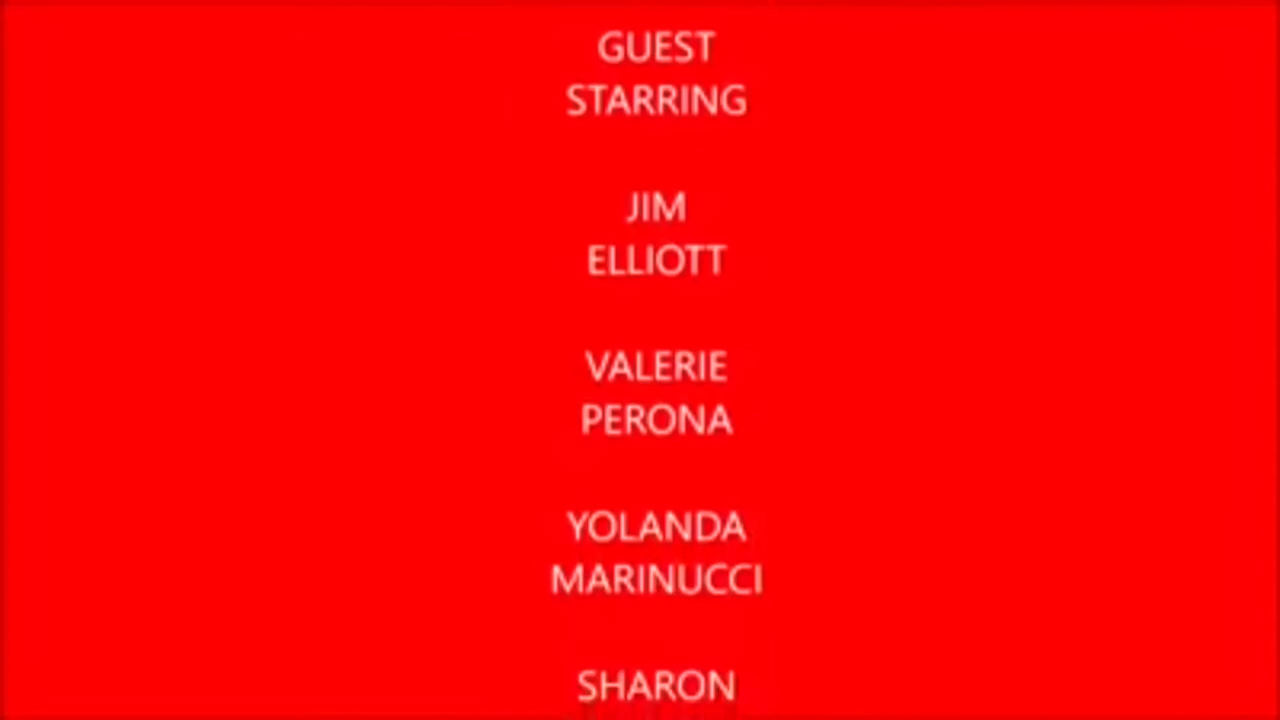 GUEST
STARRING
JIM
ELLIOTT
VALERIE
PERONA
YOLANDA
MARINUCCI
SHARON